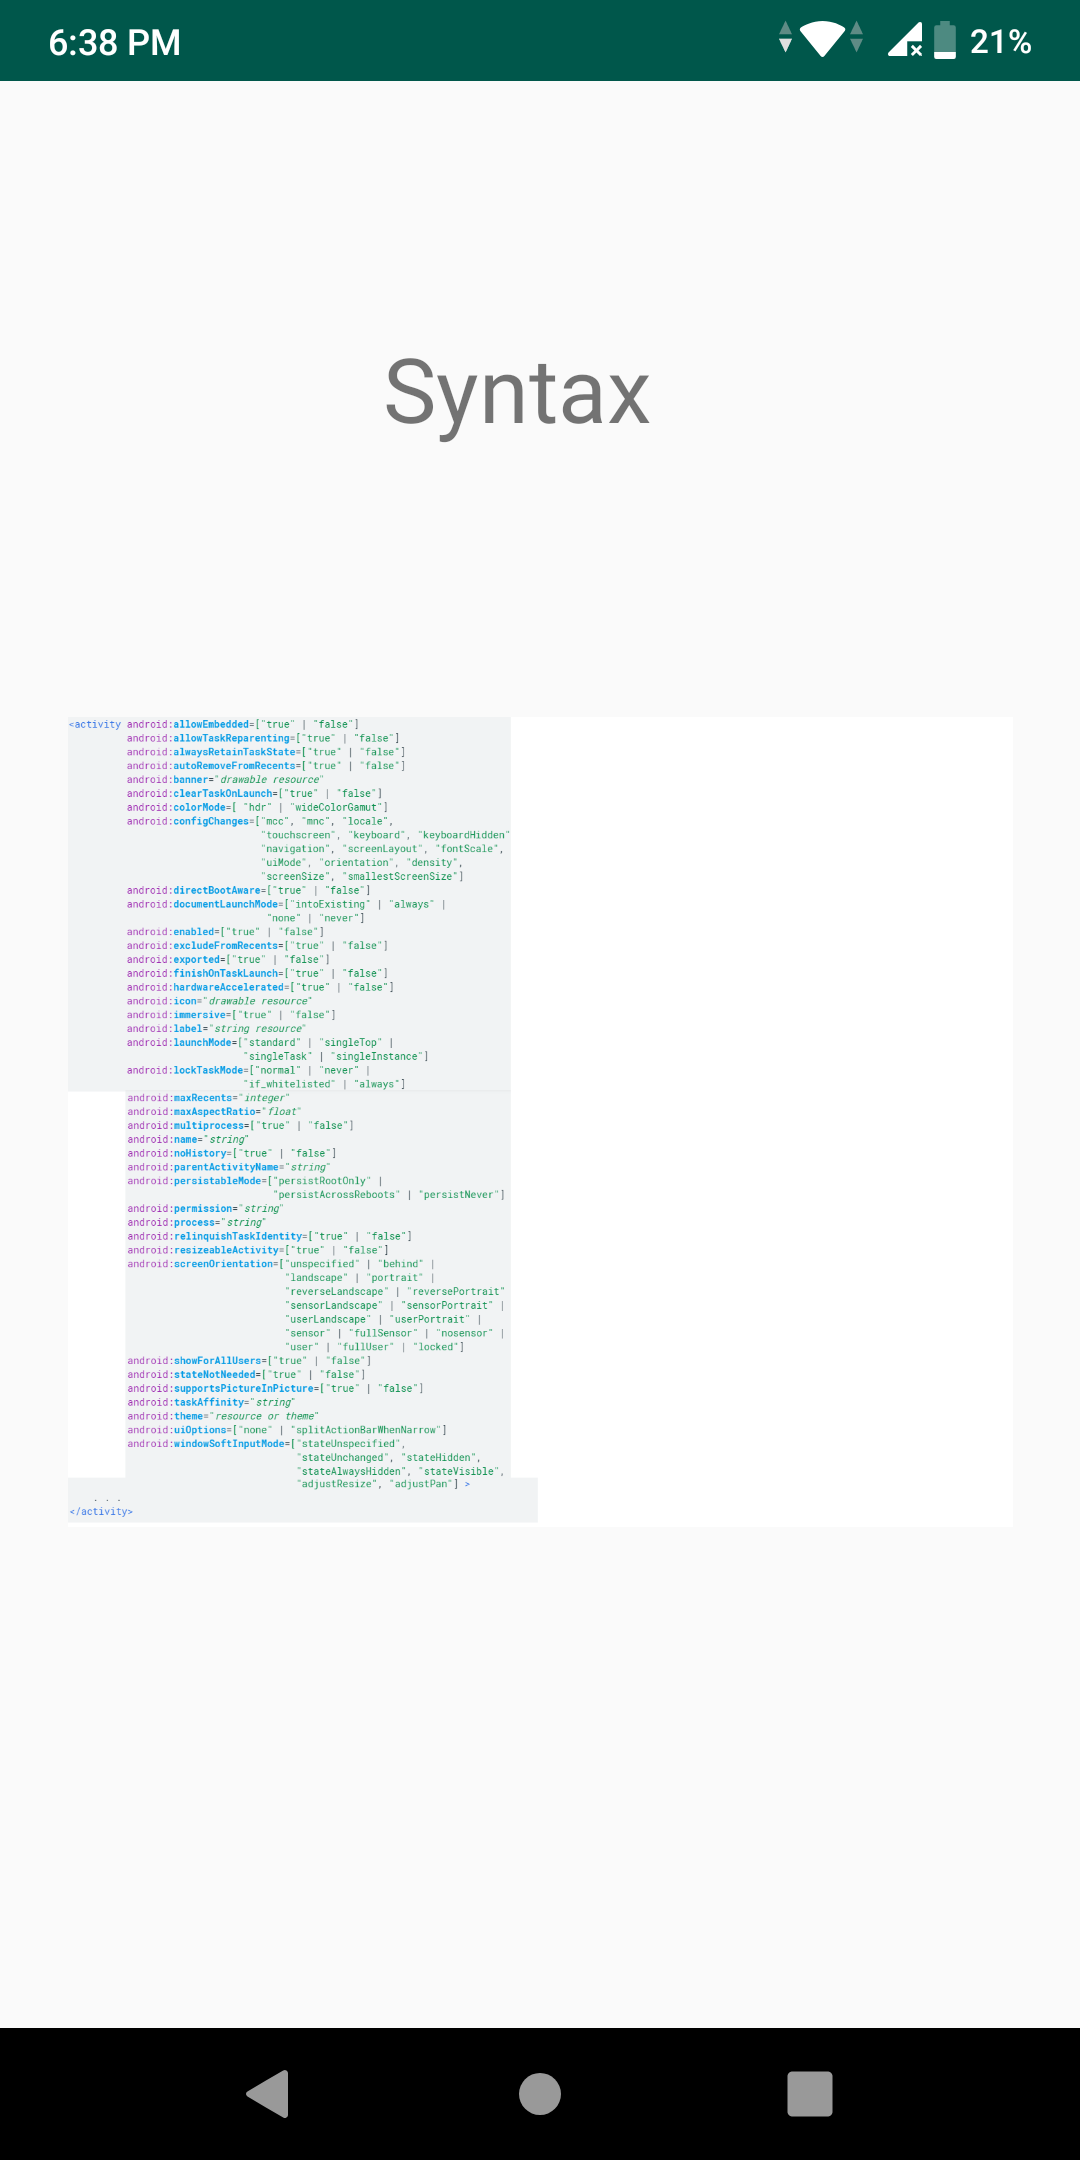 6:38 PM
21%
Syntax
<activity android:allowEmbedded=["true" | "false"]
android:allowTaskReparenting=["true" | "false"]
android:alwaysRetainTaskState=["true" | "false"]
android:autoRemoveFromRecents=["true" | "false"]
android:banner="drawable resource"
android:clearTaskOnLaunch=["true" | "false"]
android:colorMode=[ "hdr" | "wideColorGamut"]
android:configChanges=["mcc", "mnc", "locale",
"touchscreen", "keyboard", "keyboardHidden"
"navigation", "screenLayout", "fontScale",
"uiMode", "orientation", "density",
"screenSize", "smallestScreenSize"]
android:directBootAware=["true" | "false"]
android:documentLaunchMode=["intoExisting" | "always" |
"none" | "never"]
android:enabled=["true" | "false"]
android:excludeFromRecents=["true" | "false"]
android:exported=["true" | "false"]
android:finishOnTaskLaunch=["true" | "false"]
android:hardwareAccelerated=["true" | "false"]
android:icon="drawable resource"
android:immersive=["true" | "false"]
android:label="string resource"
android:launchMode=["standard" | "singleTop" |
"singleTask" | "singleInstance"]
android:lockTaskMode=["normal" | "never" |
"if_whitelisted" | "always"]
android:maxRecents="integer"
android:maxAspectRatio="float"
android:multiprocess=["true" | "false"]
android:name="string"
android:noHistory=["true" | "false"]
android:parentActivityName="string"
android:persistableMode=["persistRootOnly" |
"persistAcrossReboots" | "persistNever"]
android:permission="string"
android:process="string"
android:relinquishTaskIdentity=["true" | "false"]
android:resizeableActivity=["true" | "false"]
android:screenOrientation=["unspecified" | "behind" |
"landscape" | "portrait" |
"reverseLandscape" | "reversePortrait"
"sensorLandscape" | "sensorPortrait" |
"userLandscape" | "userPortrait" |
"sensor" | "fullSensor" | "nosensor" |
"user" | "fullUser" | "locked"]
android:showForAllUsers=["true" | "false"]
android:stateNotNeeded=["true" | "false"]
android:supportsPictureInPicture=["true" | "false"]
android:taskAffinity="string"
android:theme="resource or theme"
android:uiOptions=["none" | "splitActionBarWhenNarrow"]
android:windowSoftInputMode=["stateUnspecified",
"stateUnchanged", "stateHidden",
"stateAlwaysHidden", "stateVisible",
"adjustResize", "adjustPan"] >
. . .
</activity>